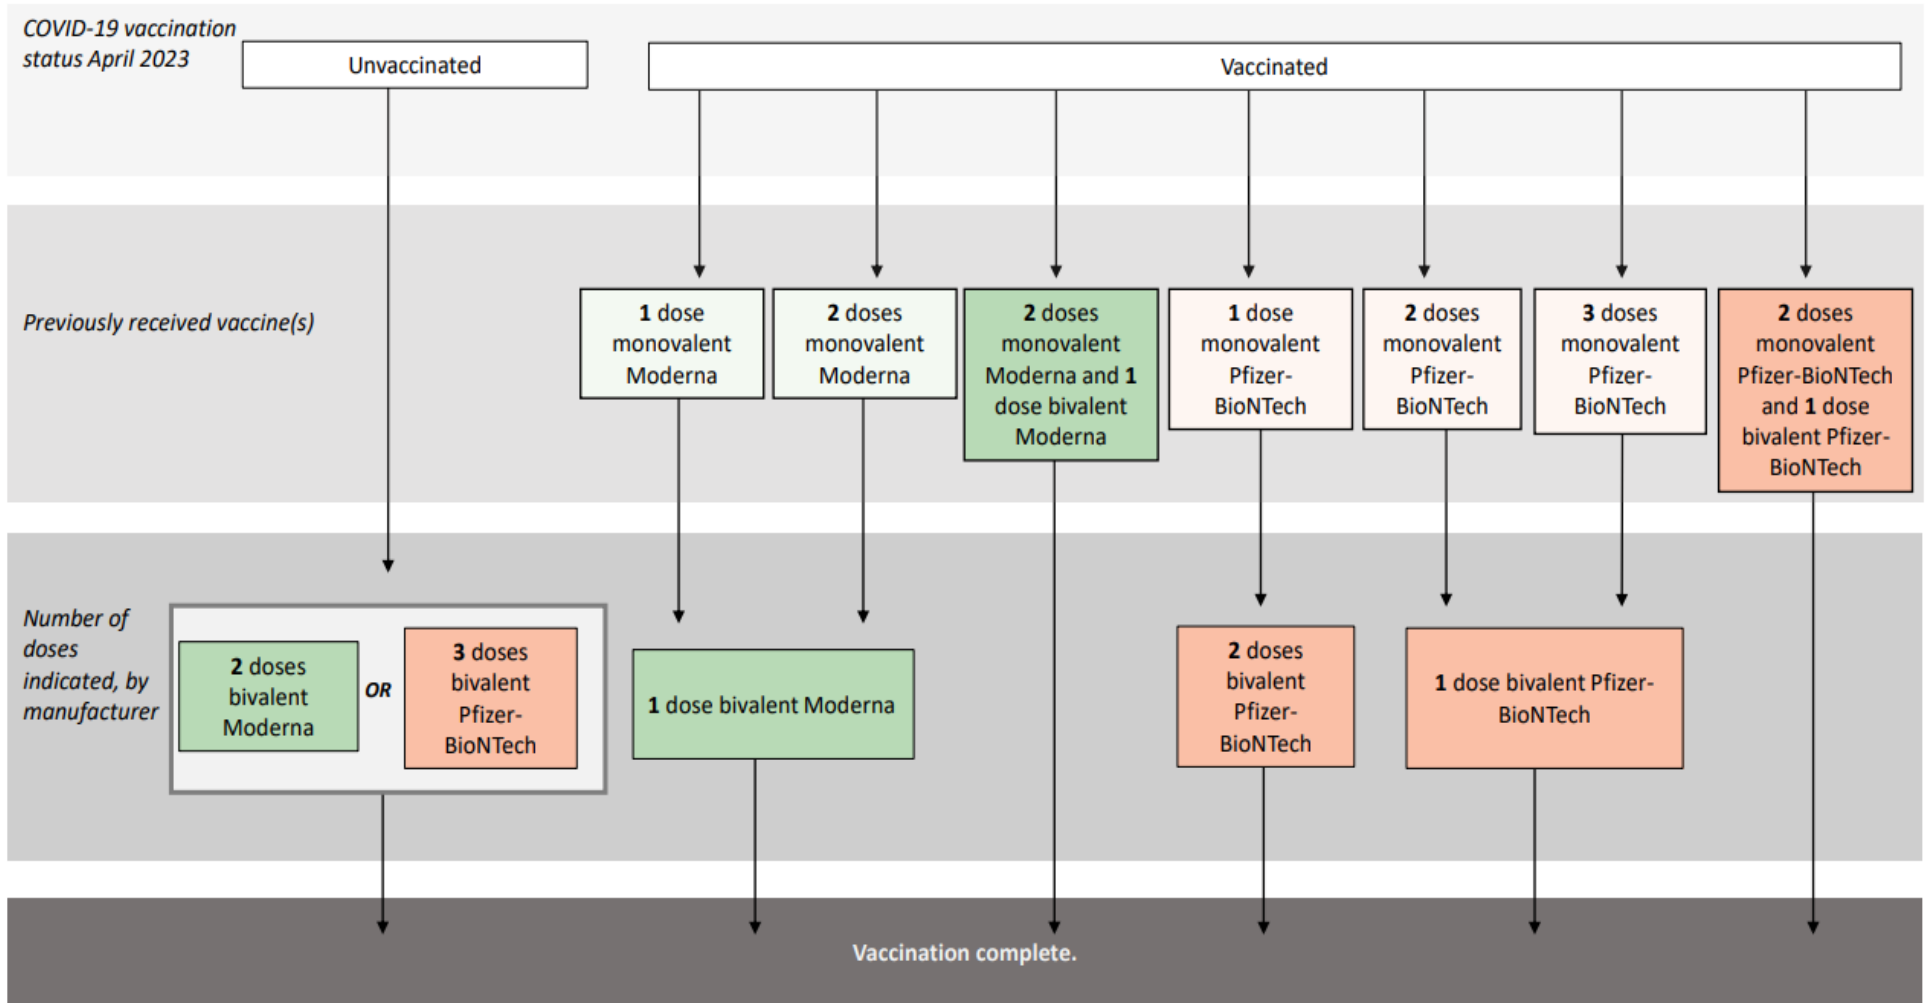 COVID-19 vaccination
status April 2023
Unvaccinated
Vaccinated
Previously received vaccine(s)
1 dose
monovalent
Moderna
2 doses
monovalent
Moderna
2 doses
monovalent
Moderna and 1
dose bivalent
Moderna
1 dose
monovalent
Pfizer-
BioNTech
2 doses
monovalent
Pfizer-
BioNTech
3 doses
monovalent
Pfizer-
BioNTech
2 doses
monovalent
Pfizer-BioNTech
and 1 dose
bivalent Pfizer-
BioNTech
Number of
doses
indicated, by
manufacturer
2 doses
bivalent
Moderna
OR
3 doses
bivalent
Pfizer-
BioNTech
1 dose bivalent Moderna
2 doses
bivalent
Pfizer-
BioNTech
1 dose bivalent Pfizer-
BioNTech
Vaccination complete.